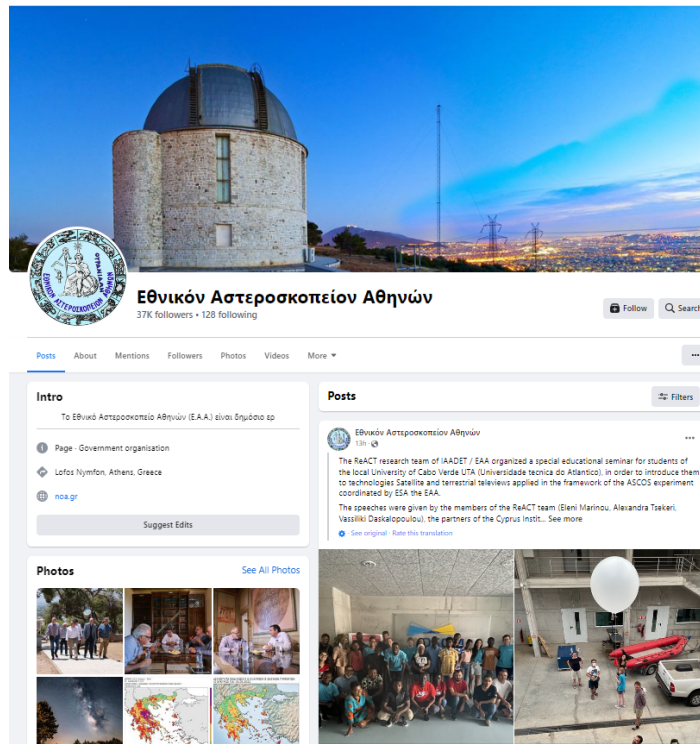 Εθνικόν Αστεροσκοπείον Αθηνών
37K followers • 128 following
Follow
Search
Posts
About
Mentions
Followers
Photos
Videos
More
Intro
Το Εθνικό Αστεροσκοπείο Αθηνών (Ε.Α.Α.) είναι δημόσιο ερ
Page · Government organisation
Lofos Nymfon, Athens, Greece
noa.gr
Suggest Edits
Photos
See All Photos
Posts
Filters
Εθνικόν Αστεροσκοπείον Αθηνών
13h ·
The ReACT research team of IAADET / EAA organized a special educational seminar for students of
the local University of Cabo Verde UTA (Universidade tecnica do Atlantico), in order to introduce them
to technologies Satellite and terrestrial televiews applied in the framework of the ASCOS experiment
coordinated by ESA the EAA.
The speeches were given by the members of the ReACT team (Eleni Marinou, Alexandra Tsekeri,
Vassiliki Daskalopoulou), the partners of the Cyprus Instit... See more
· See original · Rate this translation